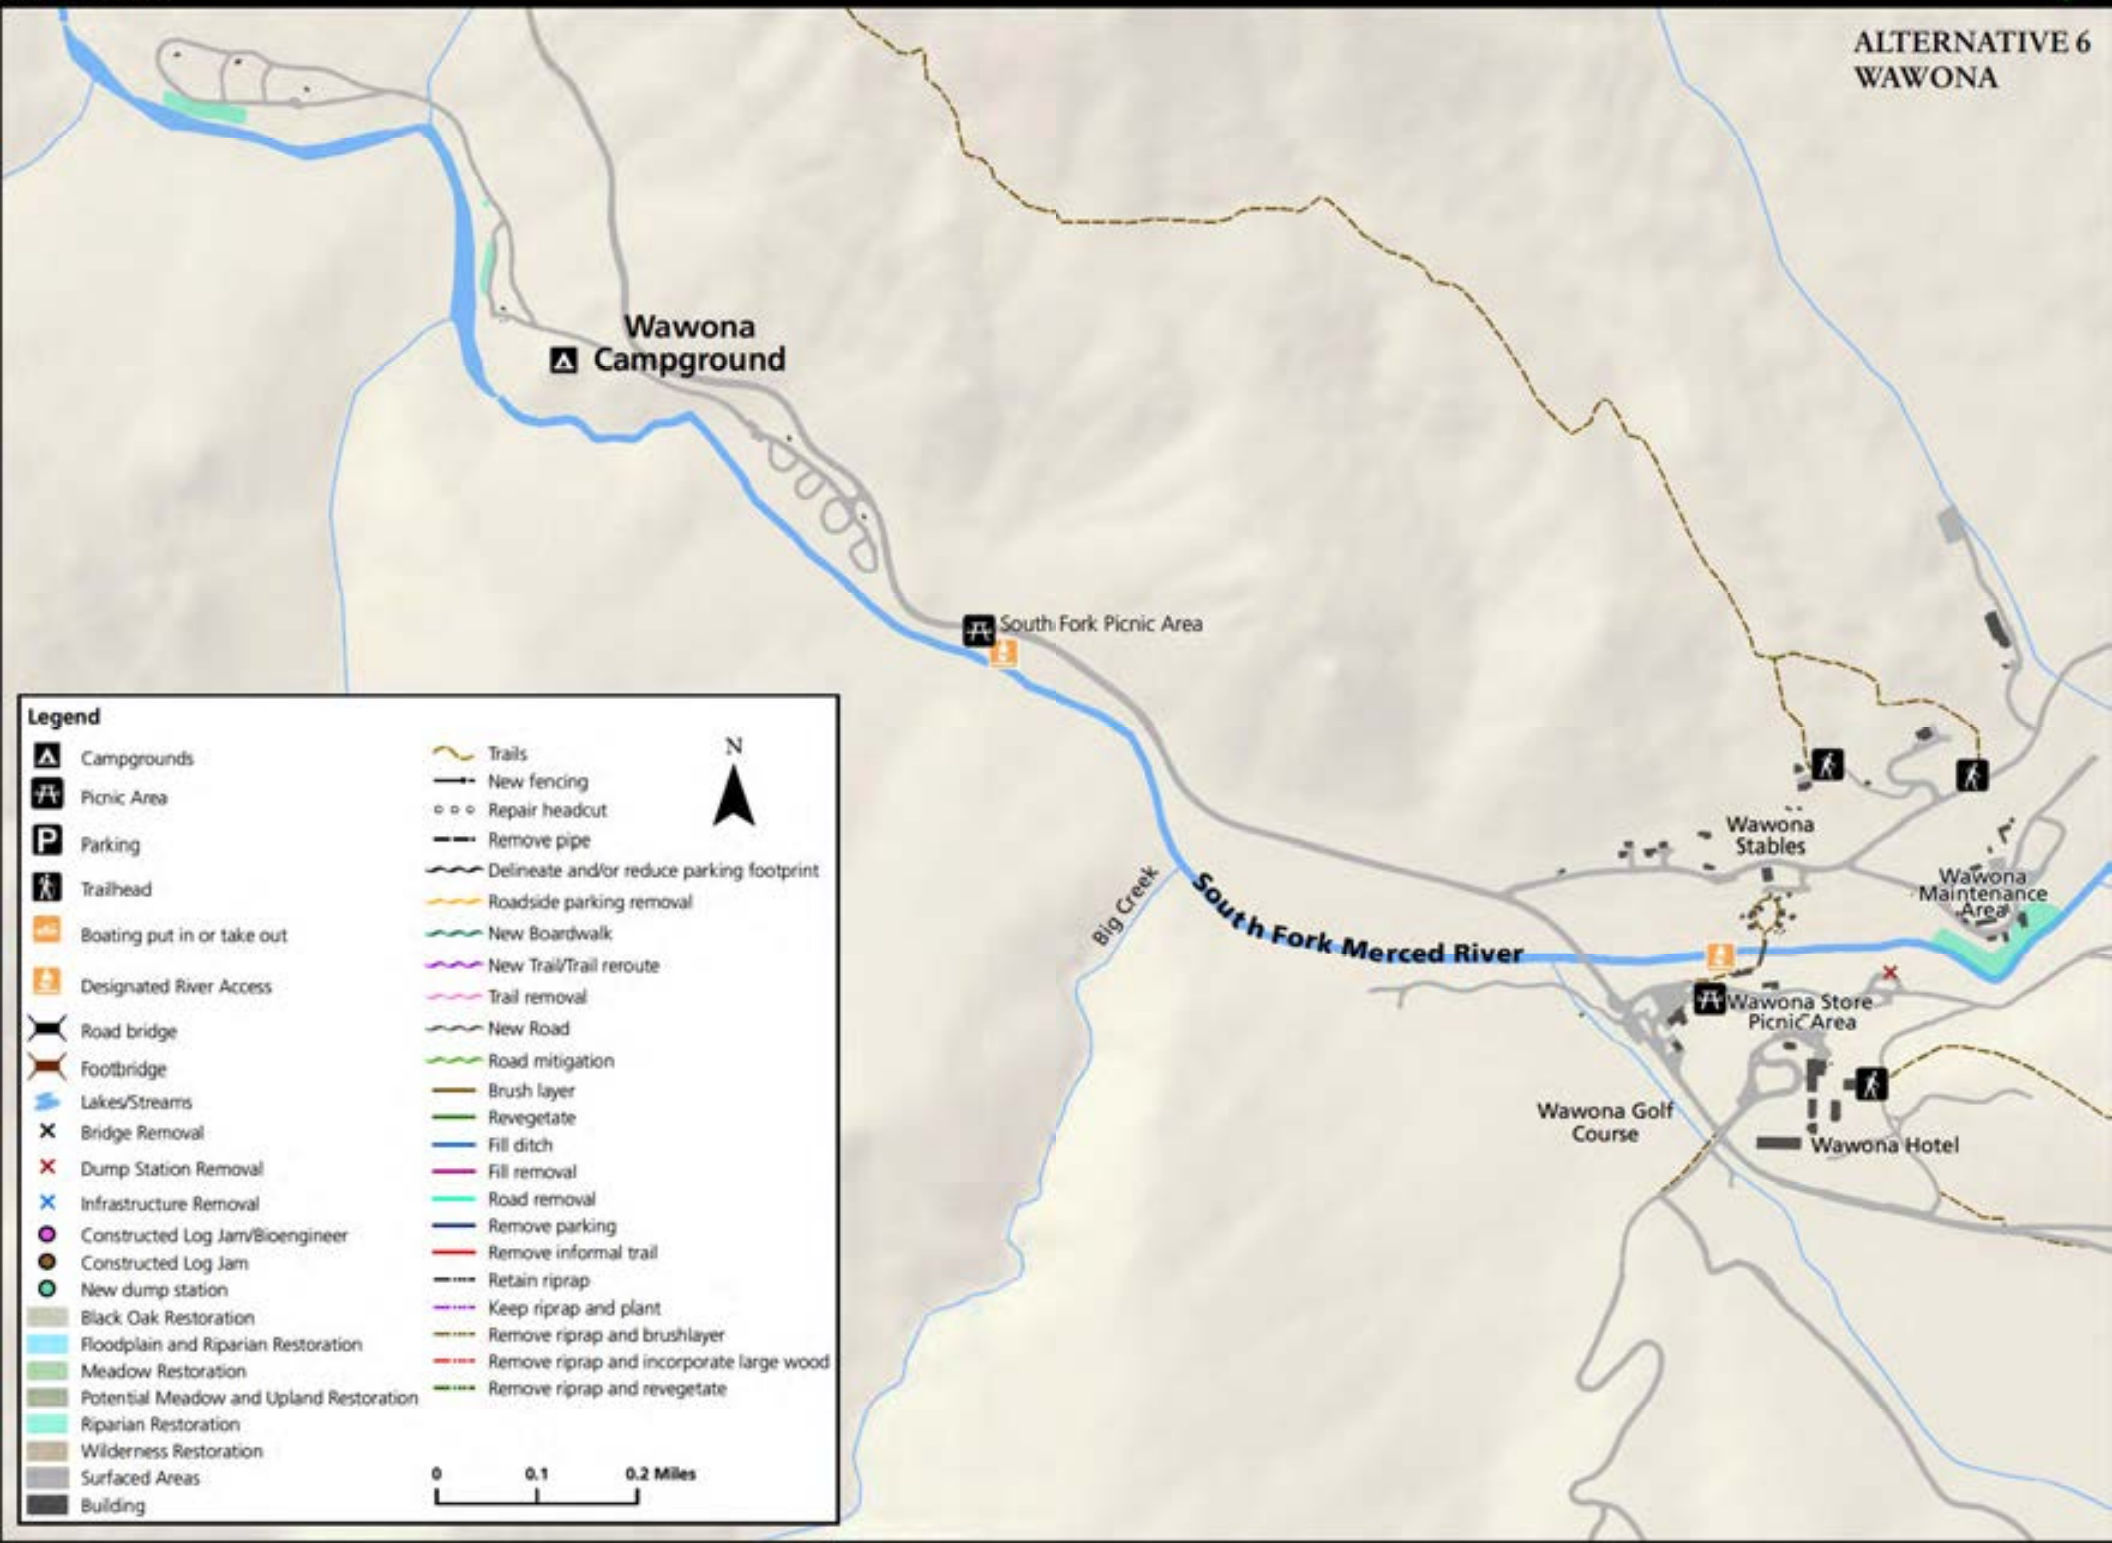 ALTERNATIVE 6
WAWONA
Wawona
Campground
South Fork Picnic Area
Wawona
Stables
Wawona
Maintenance
Area
Big Creek
South Fork Merced River
Wawona Store
Picnic Area
Wawona Golf
Course
Wawona Hotel
Legend
Campgrounds
Picnic Area
P
Parking
Trailhead
Boating put in or take out
Designated River Access
Road bridge
Footbridge
Lakes/Streams
Bridge Removal
Dump Station Removal
Infrastructure Removal
Constructed Log Jam/Bioengineer
Constructed Log Jam
New dump station
Black Oak Restoration
Floodplain and Riparian Restoration
Meadow Restoration
Potential Meadow and Upland Restoration
Riparian Restoration
Wilderness Restoration
Surfaced Areas
Building
Trails
New fencing
Repair headcut
Remove pipe
Delineate and/or reduce parking footprint
Roadside parking removal
New Boardwalk
New Trail/Trail reroute
Trail removal
New Road
Road mitigation
Brush layer
Revegetate
Fill ditch
Fill removal
Road removal
Remove parking
Remove informal trail
Retain riprap
Keep riprap and plant
Remove riprap and brushlayer
Remove riprap and incorporate large wood
Remove riprap and revegetate
N
0 0.1 0.2 Miles